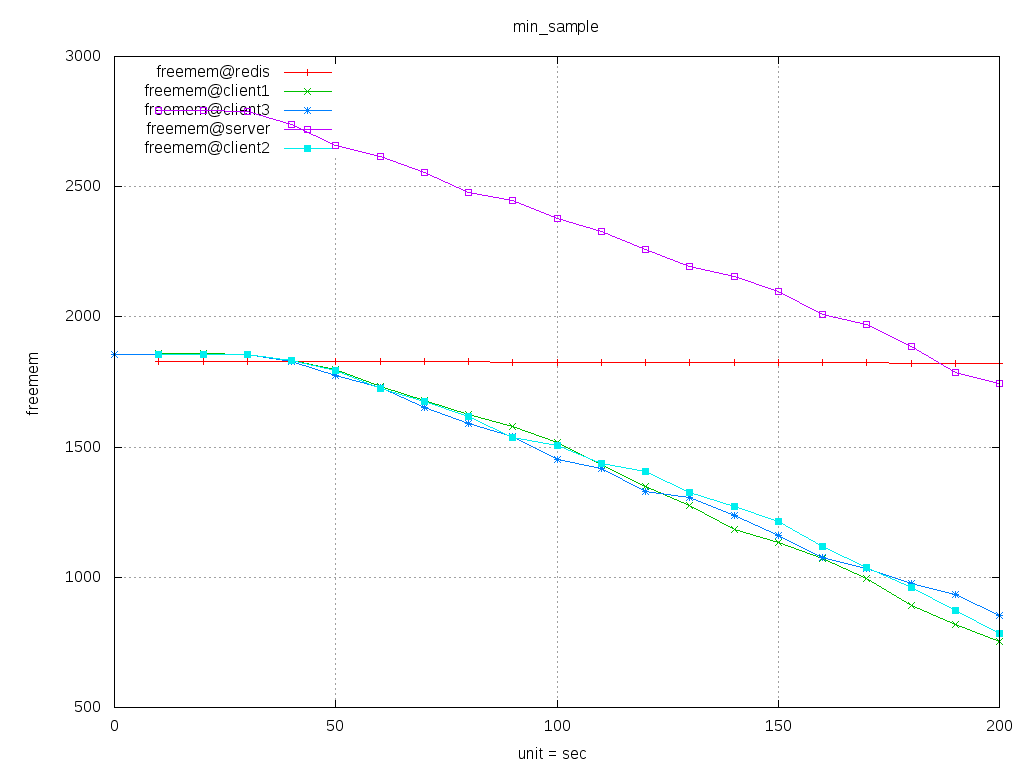 min_sample
3000
freemem@redis
freemem@client1
freemem@client3
freemem@server
freemem@client2
2500
2000
freemem
1500
1000
500
0 50 100 150 200
unit = sec